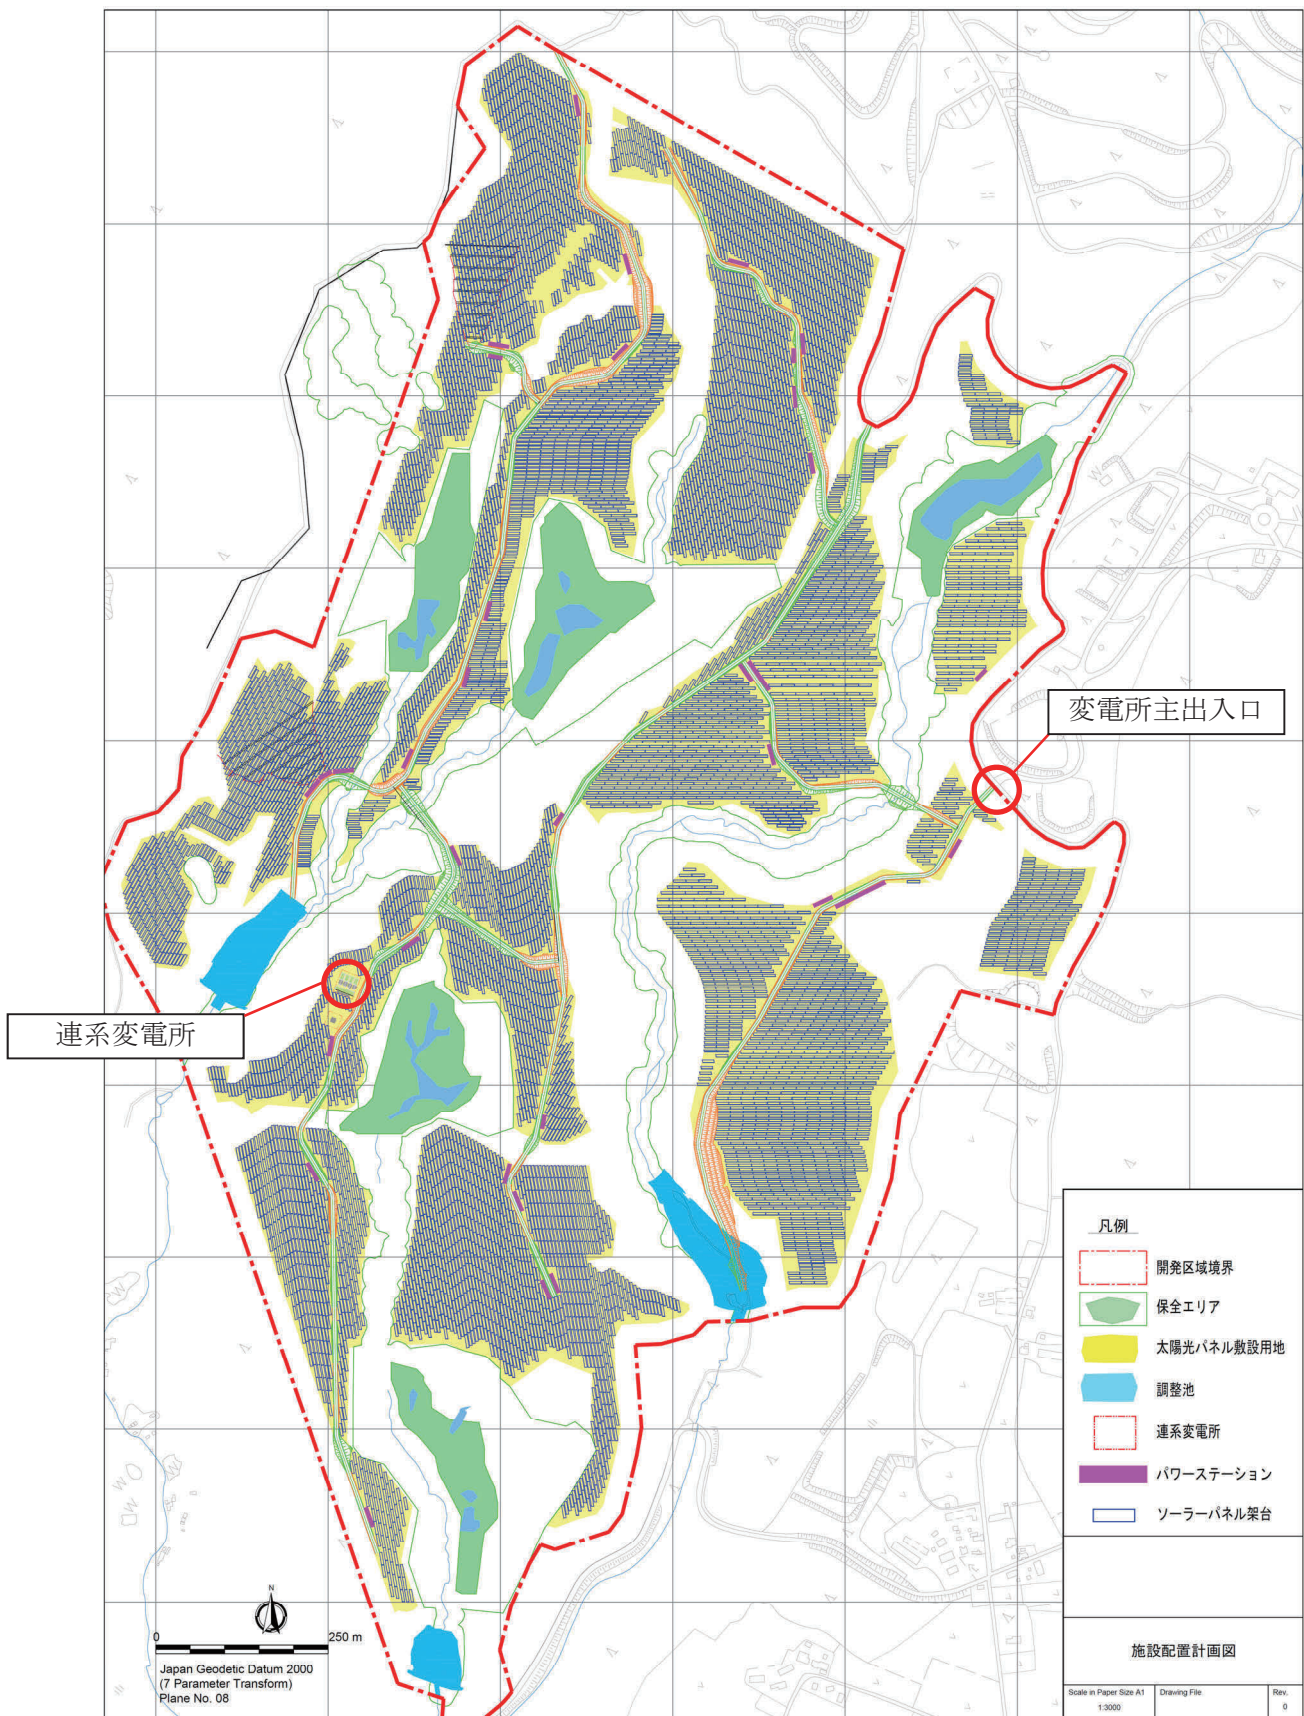 変電所主出入口
連系変電所
凡例
開発区域境界
保全エリア
太陽光パネル敷設用地
調整池
連系変電所
パワーステーション
ソーラーパネル架台
N
0
250 m
Japan Geodetic Datum 2000
(7 Parameter Transform)
Plane No. 08
施設配置計画図
Scale in Paper Size A1
1:3000
Drawing File
Rev.
0